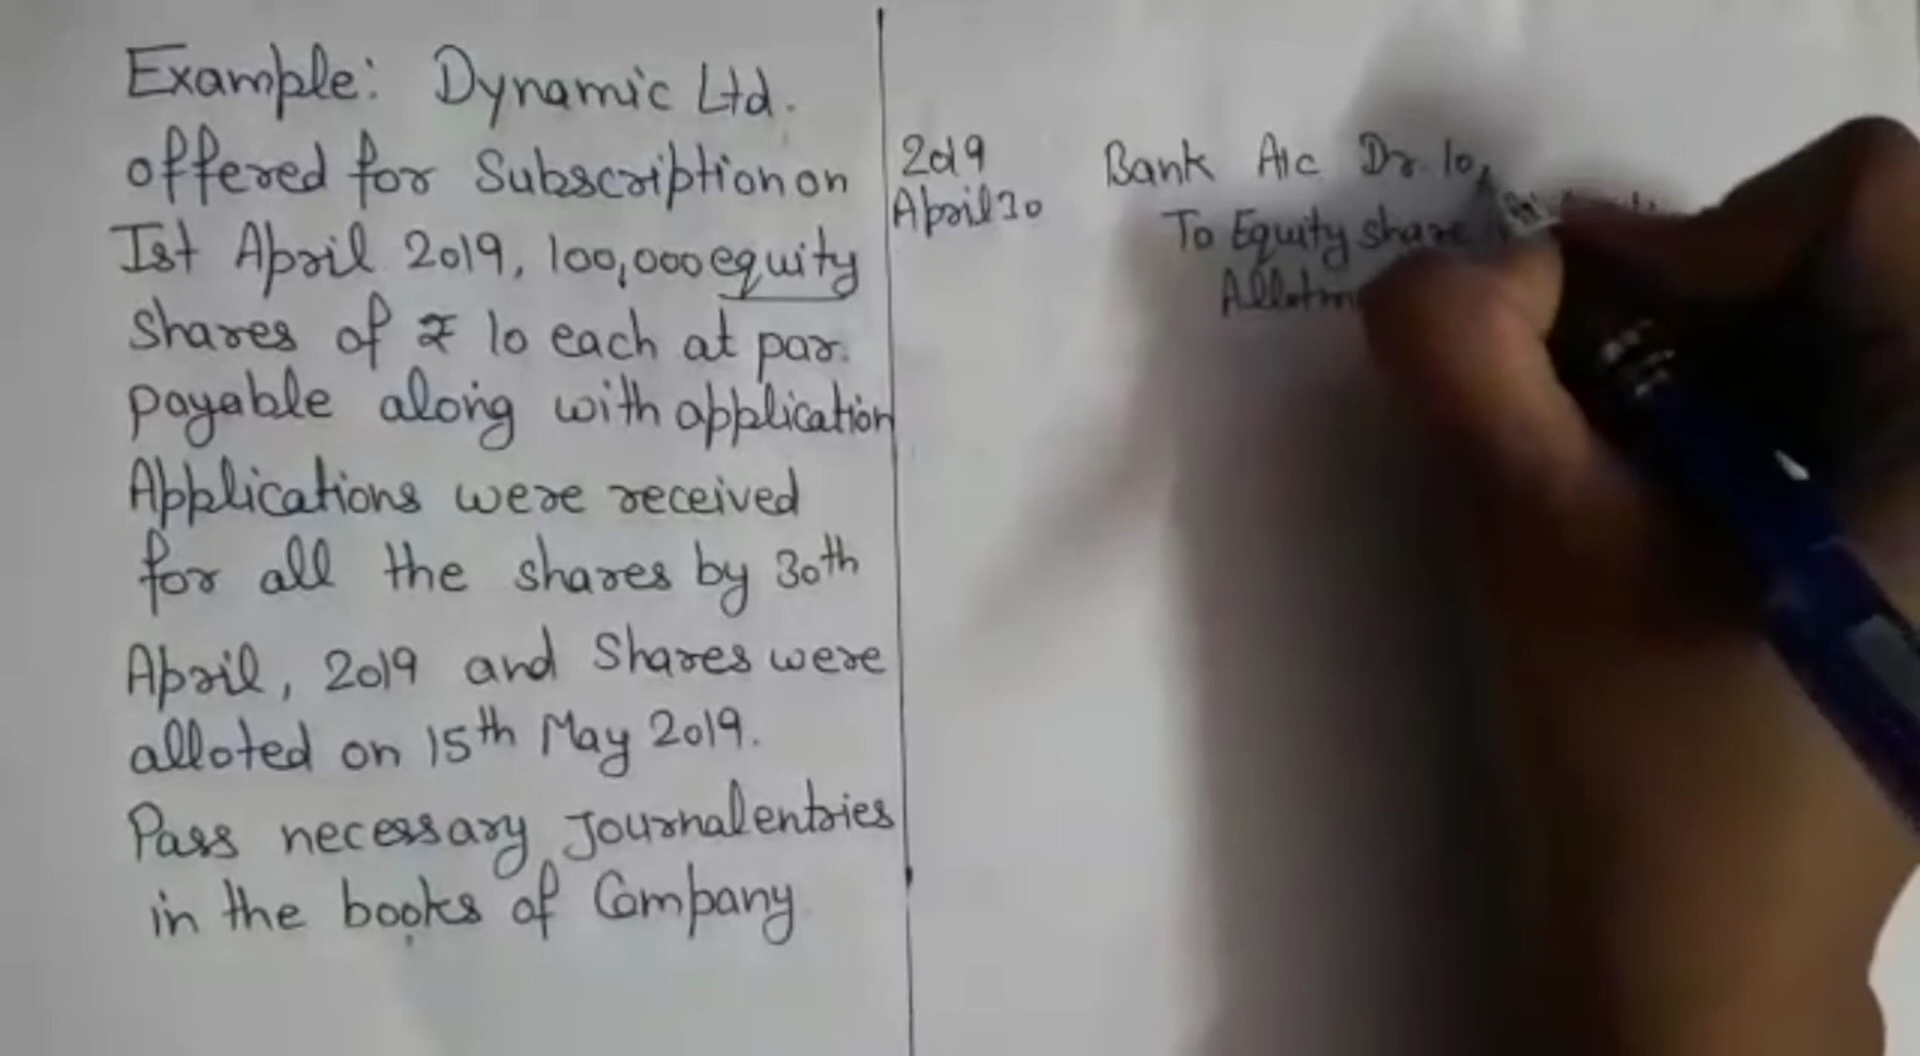 Example: Dynamic Ltd.
offered for Subscription on
Ist April 2019, 100,000 equity
Shares of ₹ 10 each at par.
payable along with application
Applications were received
for all the shares by 30th
April, 2019 and Shares were
alloted on 15th May 2019.
Pass necessary Journal entries
in the books of Company
2019
April 30
Bank A/c Dr. 10,
To Equity share